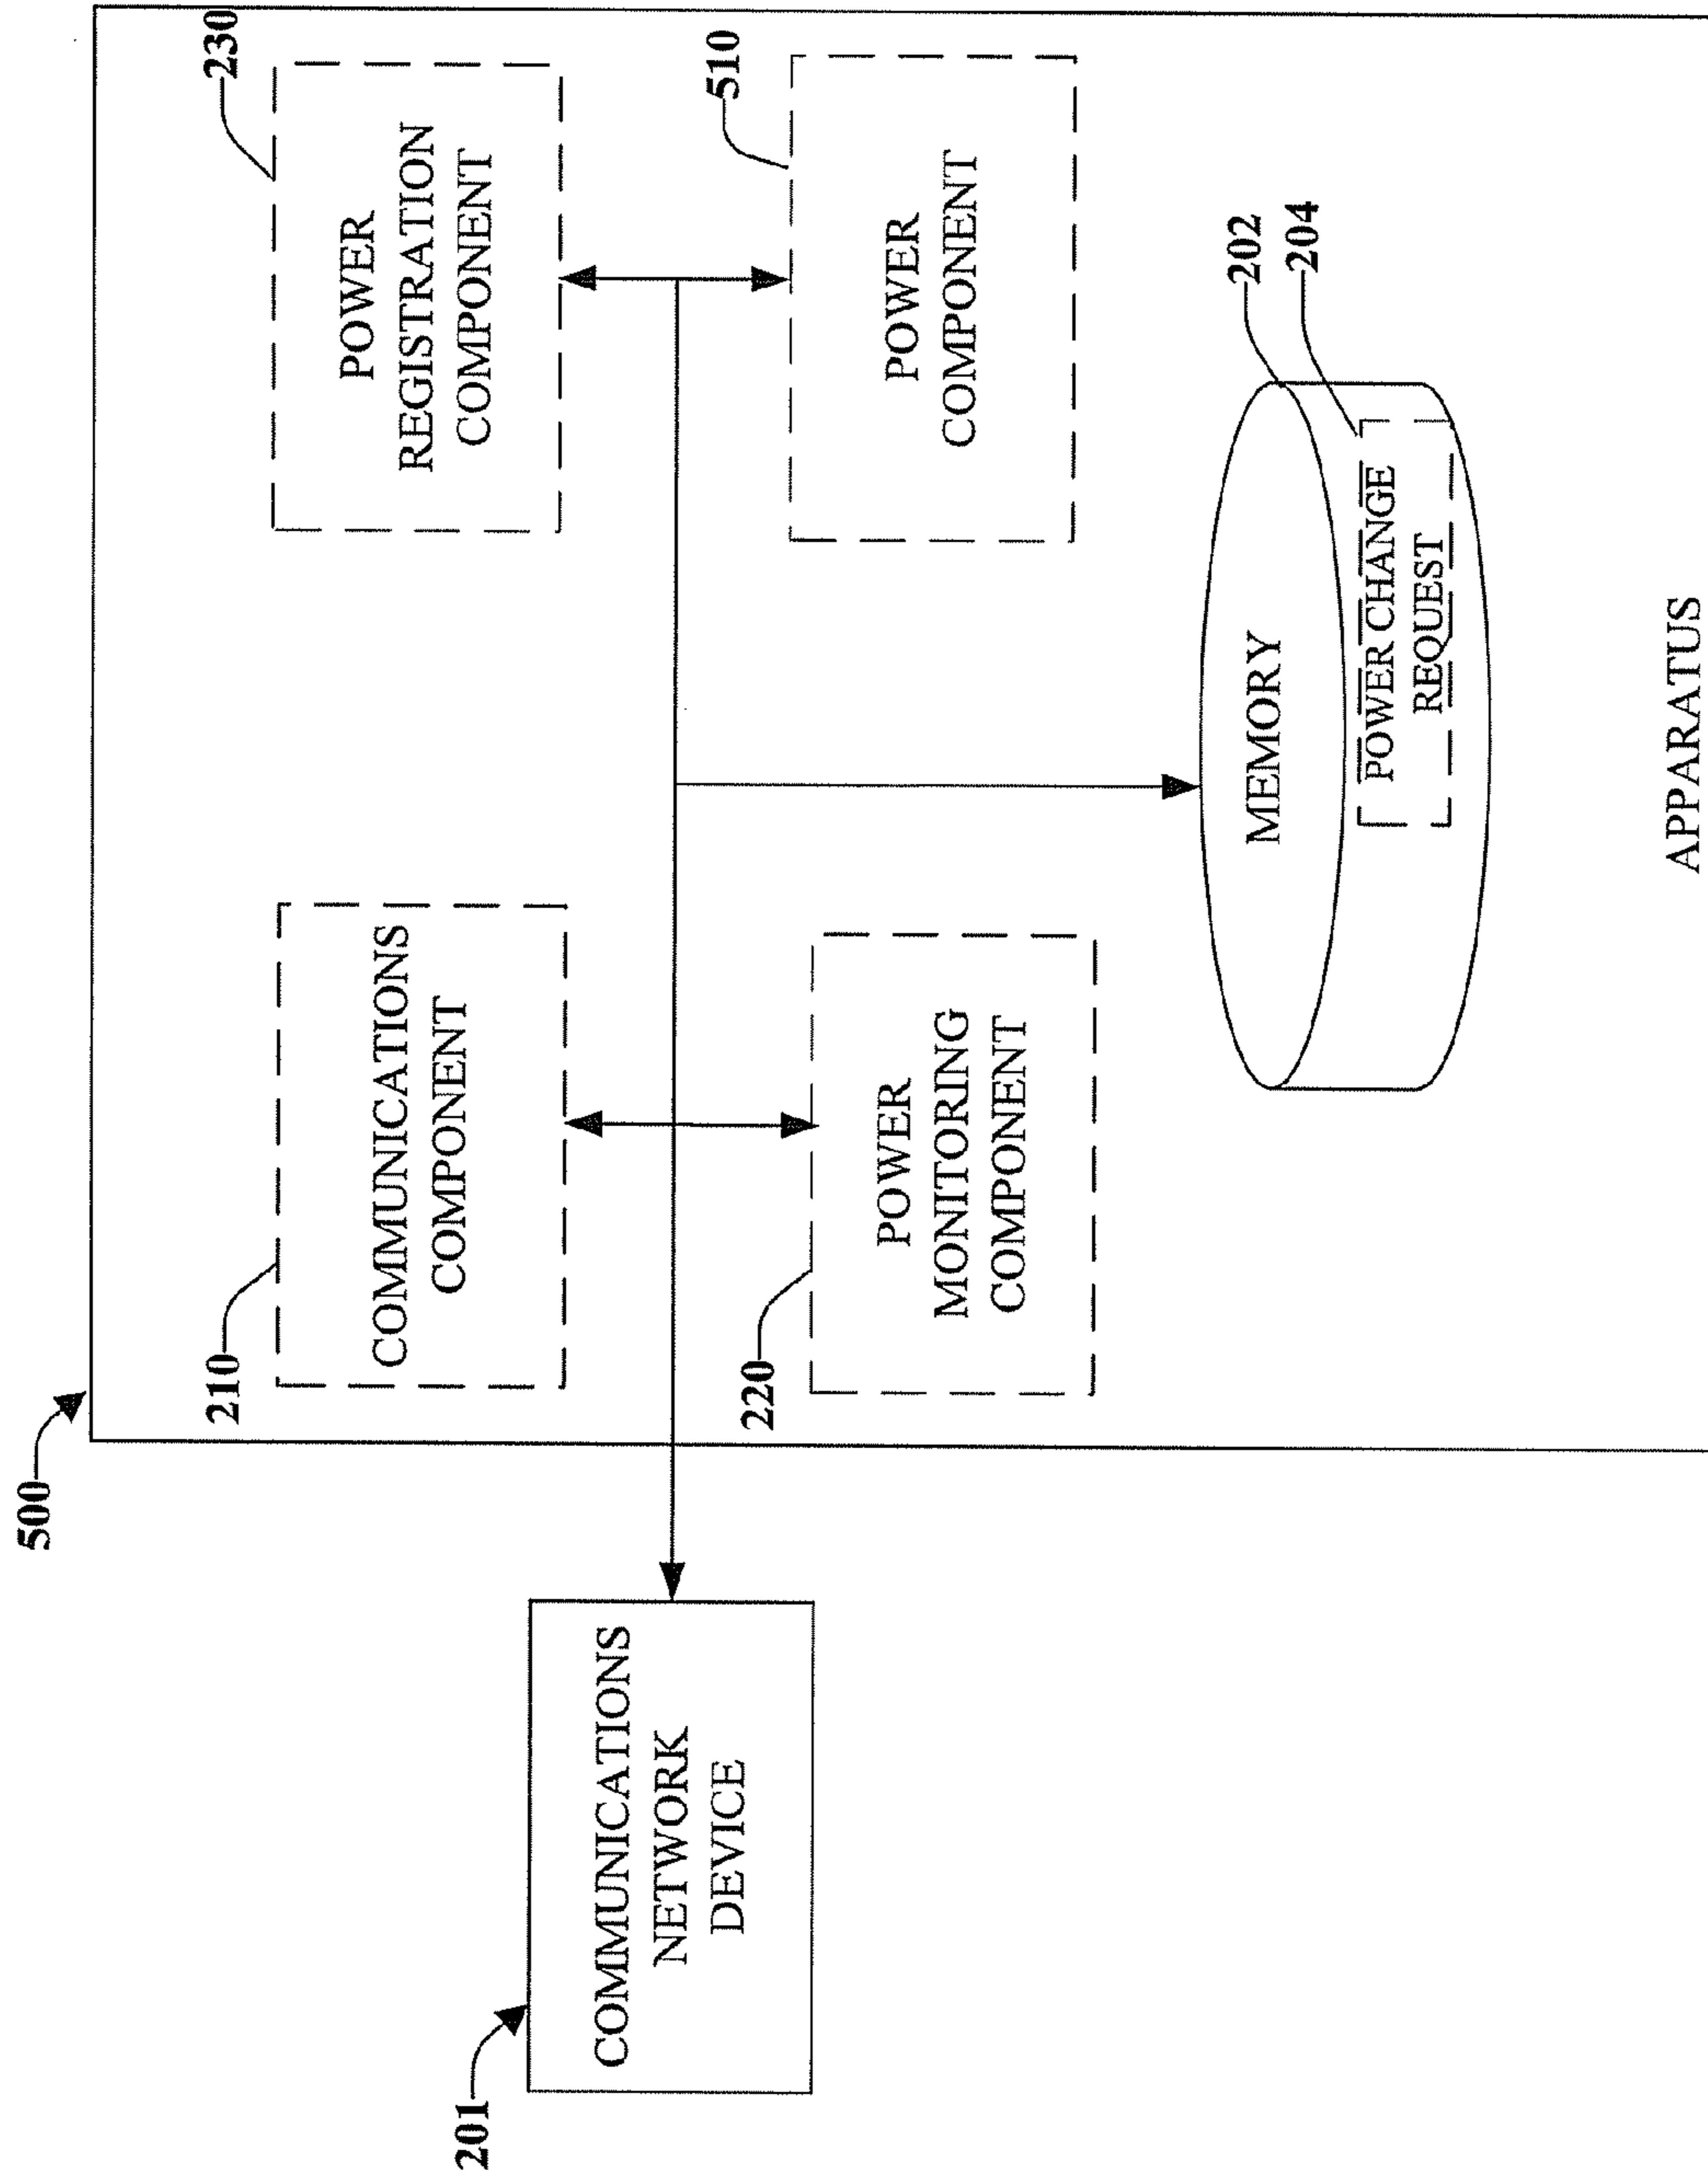 500
201
COMMUNICATIONS
NETWORK
DEVICE
210
COMMUNICATIONS
COMPONENT
230
POWER
REGISTRATION
COMPONENT
220
POWER
MONITORING
COMPONENT
510
POWER
COMPONENT
202
MEMORY
204
POWER CHANGE
REQUEST
APPARATUS